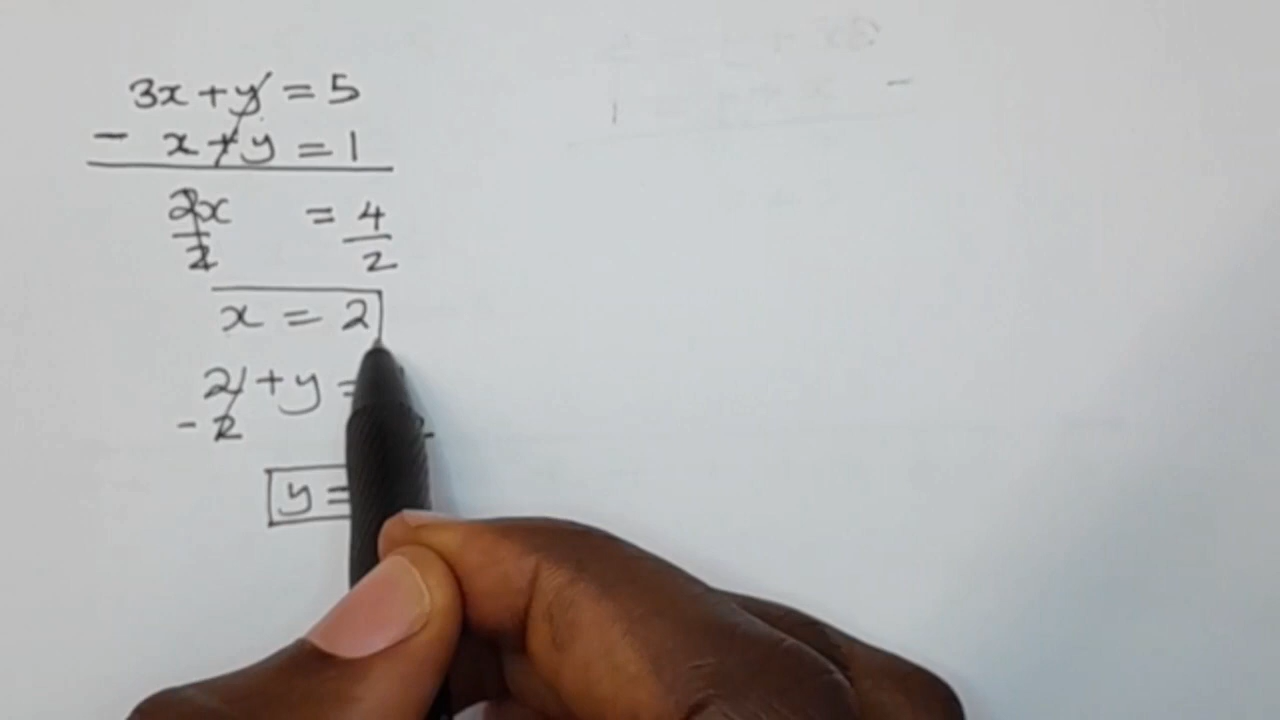 3x + y = 5
- x + y = 1
2x = 4
2 2
x = 2
2 + y =
- 2
y =